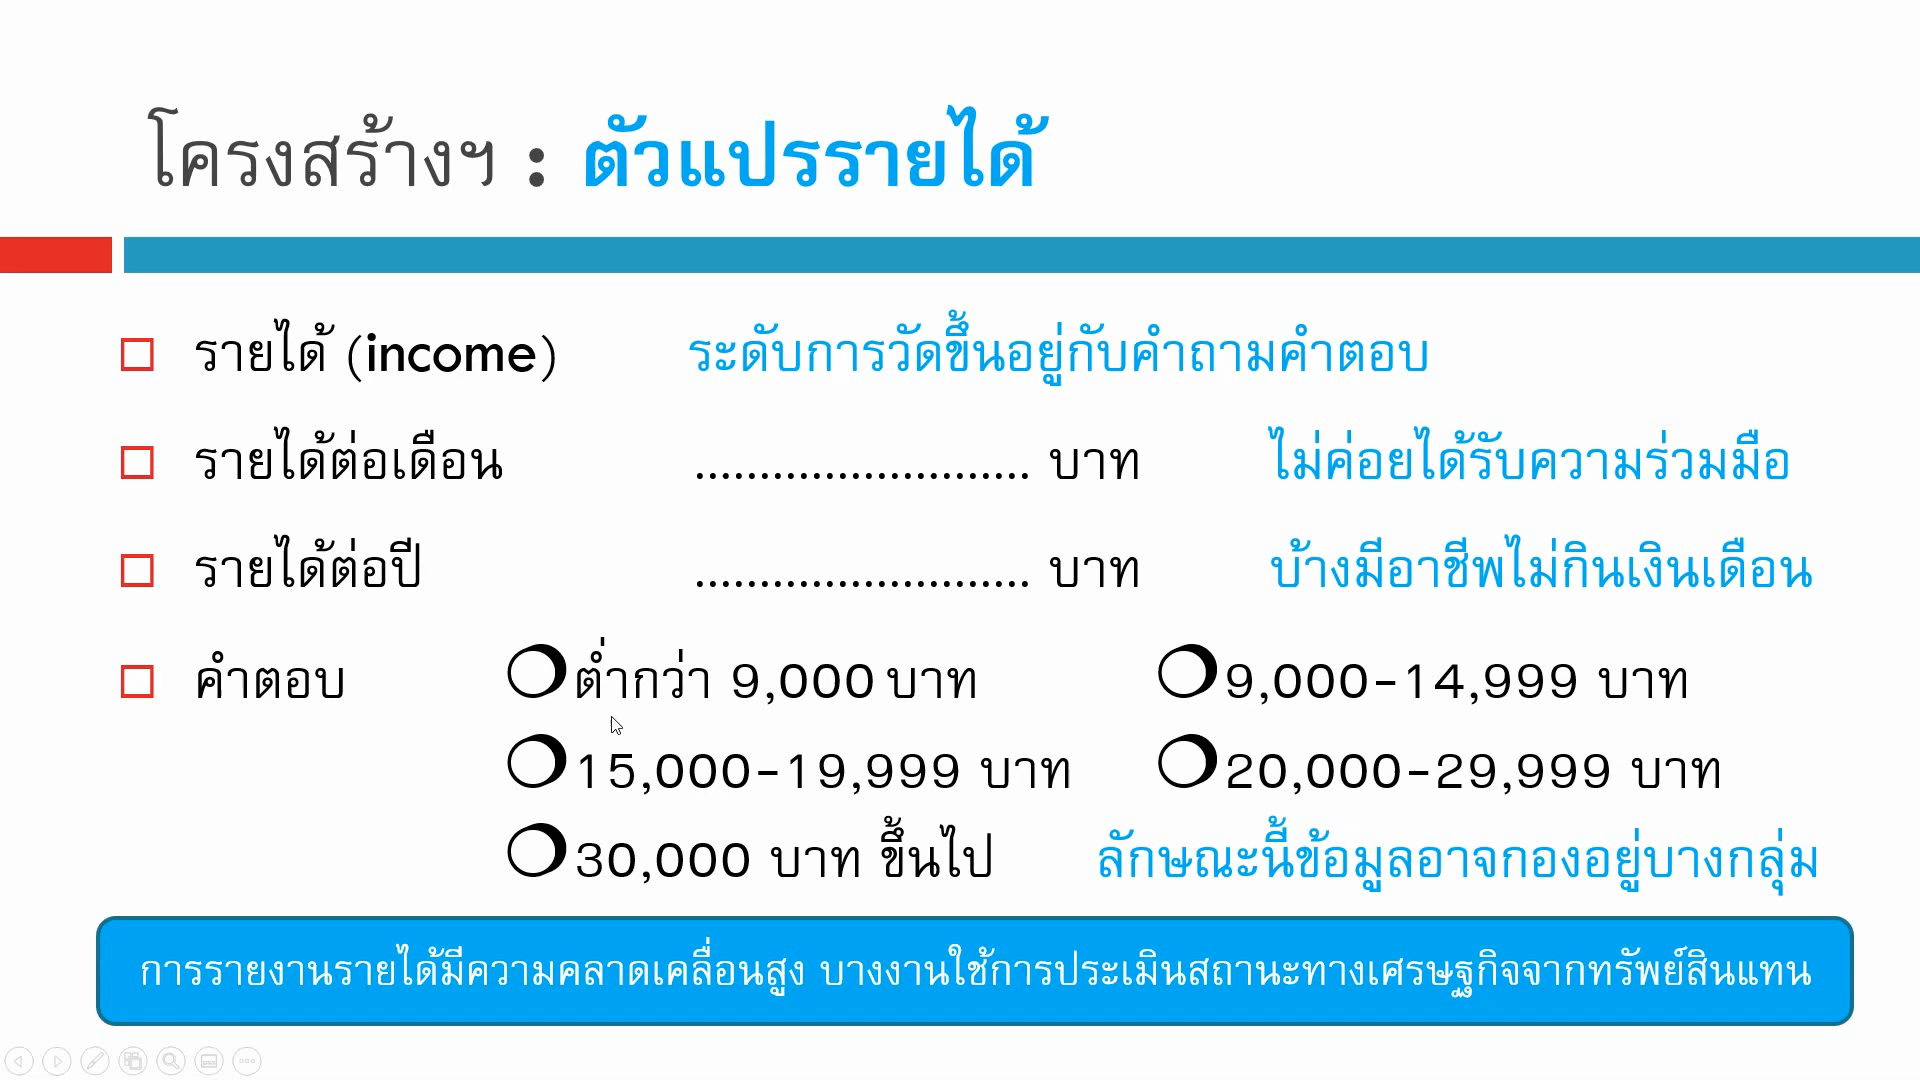 โครงสร้างฯ : ตัวแปรรายได้
รายได้ (income) ระดับการวัดขึ้นอยู่กับคำถามคำตอบ
รายได้ต่อเดือน .......................... บาท ไม่ค่อยได้รับความร่วมมือ
รายได้ต่อปี .......................... บาท บ้างมีอาชีพไม่กินเงินเดือน
คำตอบ ต่ำกว่า 9,000 บาท 9,000-14,999 บาท
15,000-19,999 บาท 20,000-29,999 บาท
30,000 บาท ขึ้นไป ลักษณะนี้ข้อมูลอาจกองอยู่บางกลุ่ม
การรายงานรายได้มีความคลาดเคลื่อนสูง บางงานใช้การประเมินสถานะทางเศรษฐกิจจากทรัพย์สินแทน